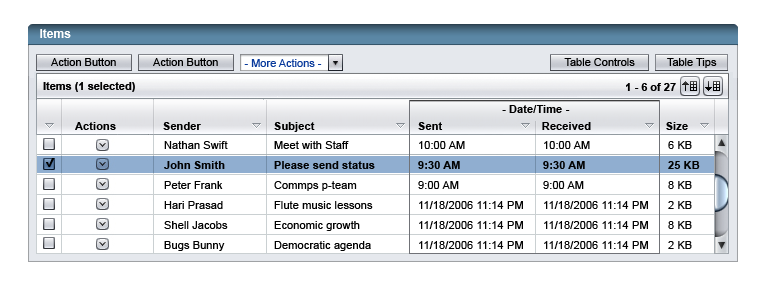 Items
Action Button Action Button - More Actions - Table Controls Table Tips
Items (1 selected) 1 - 6 of 27
- Date/Time -
Actions Sender Subject Sent Received Size
Nathan Swift Meet with Staff 10:00 AM 10:00 AM 6 KB
John Smith Please send status 9:30 AM 9:30 AM 25 KB
Peter Frank Commps p-team 9:00 AM 9:00 AM 8 KB
Hari Prasad Flute music lessons 11/18/2006 11:14 PM 11/18/2006 11:14 PM 2 KB
Shell Jacobs Economic growth 11/18/2006 11:14 PM 11/18/2006 11:14 PM 8 KB
Bugs Bunny Democratic agenda 11/18/2006 11:14 PM 11/18/2006 11:14 PM 2 KB